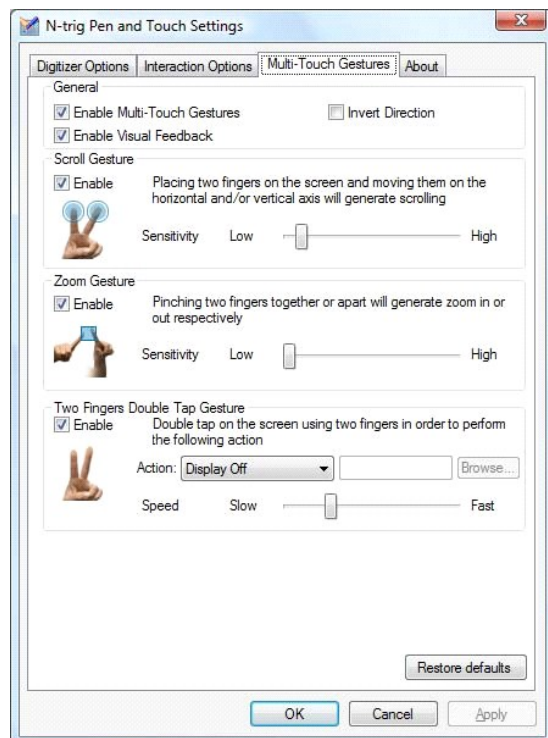 N-trig Pen and Touch Settings
Digitizer Options Interaction Options Multi-Touch Gestures About
General
Enable Multi-Touch Gestures Invert Direction
Enable Visual Feedback
Scroll Gesture
Enable Placing two fingers on the screen and moving them on the
horizontal and/or vertical axis will generate scrolling
Sensitivity Low High
Zoom Gesture
Enable Pinching two fingers together or apart will generate zoom in or
out respectively
Sensitivity Low High
Two Fingers Double Tap Gesture
Enable Double tap on the screen using two fingers in order to perform
the following action
Action: Display Off Browse...
Speed Slow Fast
Restore defaults
OK Cancel Apply